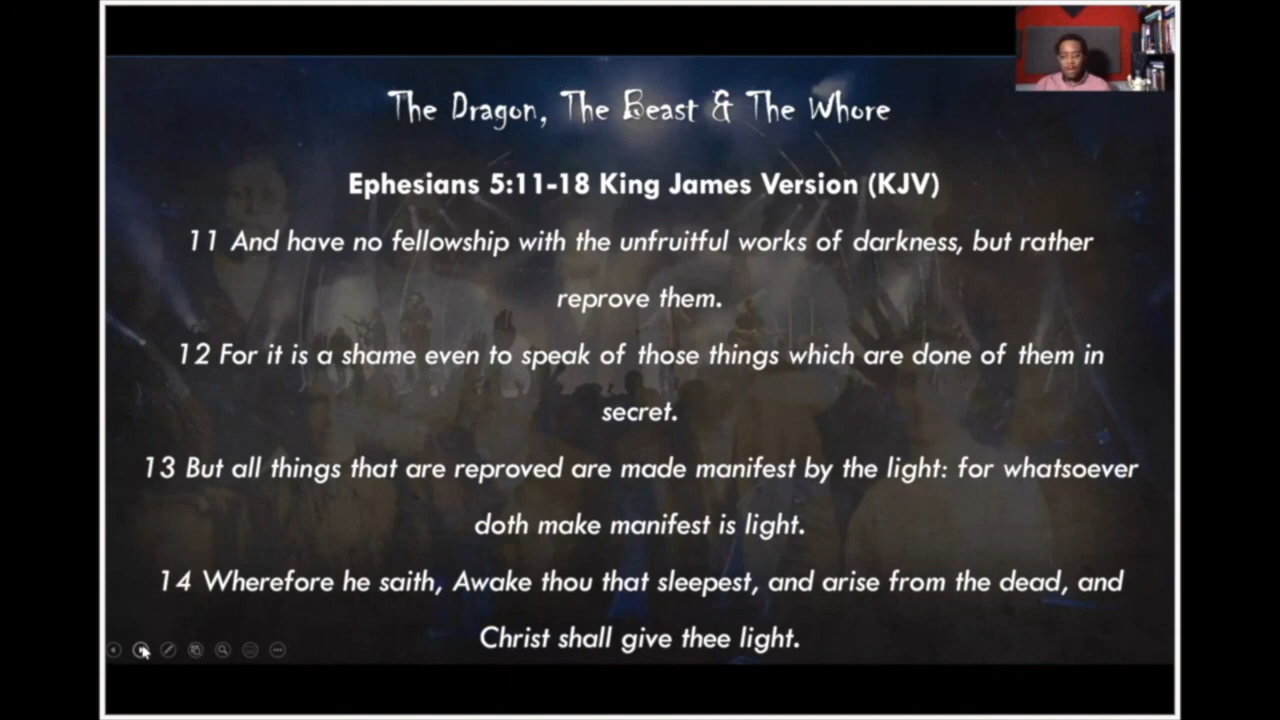 The Dragon, The Beast & The Whore
Ephesians 5:11-18 King James Version (KJV)
11 And have no fellowship with the unfruitful works of darkness, but rather
reprove them.
12 For it is a shame even to speak of those things which are done of them in
secret.
13 But all things that are reproved are made manifest by the light: for whatsoever
doth make manifest is light.
14 Wherefore he saith, Awake thou that sleepest, and arise from the dead, and
Christ shall give thee light.